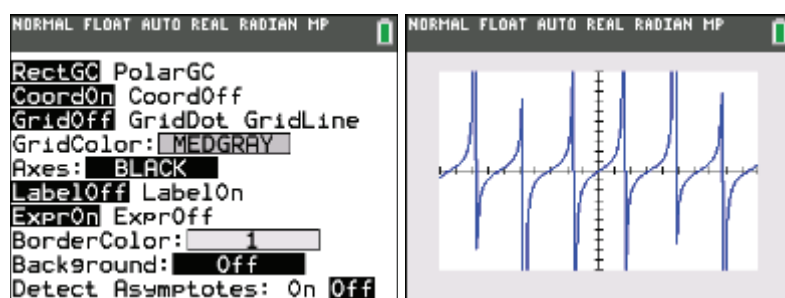 NORMAL FLOAT AUTO REAL RADIAN MP
RectGC PolarGC
CoordOn CoordOff
GridOff GridDot GridLine
GridColor: MEDGRAY
Axes: BLACK
LabelOff LabelOn
ExprOn ExprOff
BorderColor: 1
Background: Off
Detect Asymptotes: On Off
NORMAL FLOAT AUTO REAL RADIAN MP